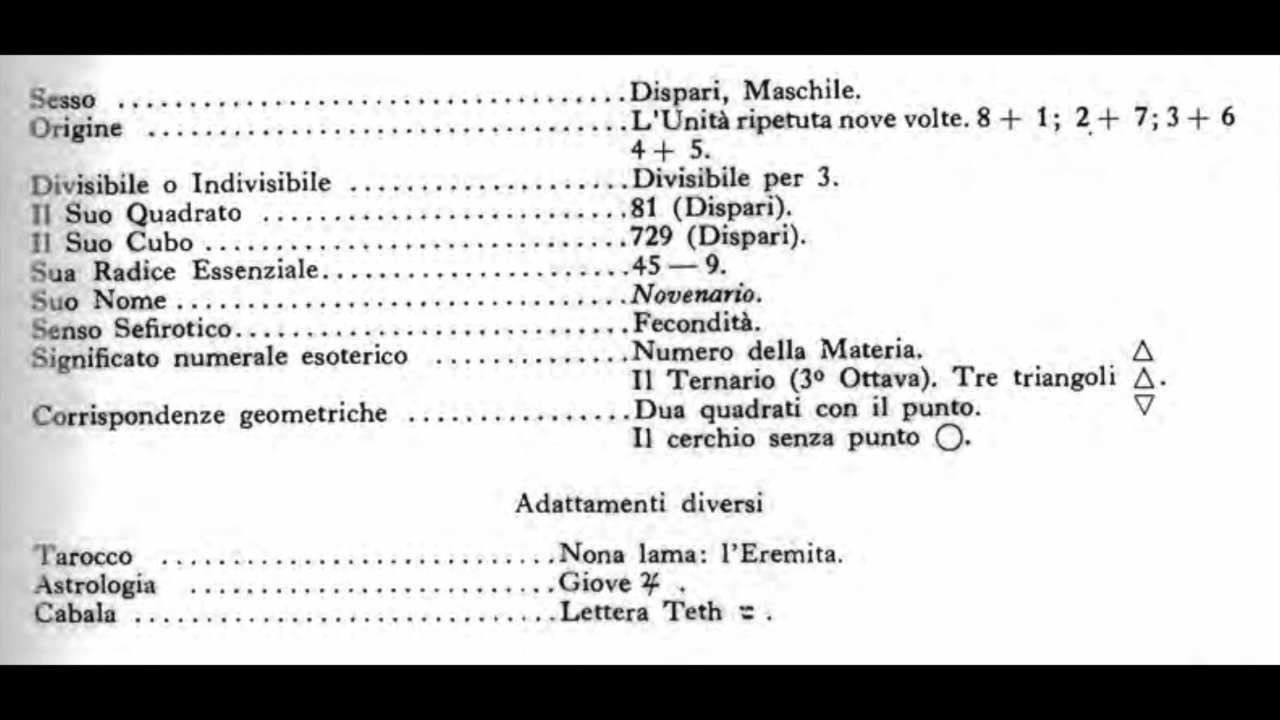 Sesso ....................................Dispari, Maschile.
Origine ..................................L'Unità ripetuta nove volte. 8 + 1; 2 + 7; 3 + 6
4 + 5.
Divisibile o Indivisibile ....................Divisibile per 3.
Il Suo Quadrato ..........................81 (Dispari).
Il Suo Cubo ..............................729 (Dispari).
Sua Radice Essenziale......................45 — 9.
Suo Nome ................................Novenario.
Senso Sefirotico............................Fecondità.
Significato numerale esoterico ..............Numero della Materia. △
Il Ternario (3º Ottava). Tre triangoli △.
Corrispondenze geometriche ................Dua quadrati con il punto. ▽
Il cerchio senza punto ◯.
Adattamenti diversi
Tarocco ............................Nona lama: l'Eremita.
Astrologia ..........................Giove ♃ .
Cabala ..............................Lettera Teth .